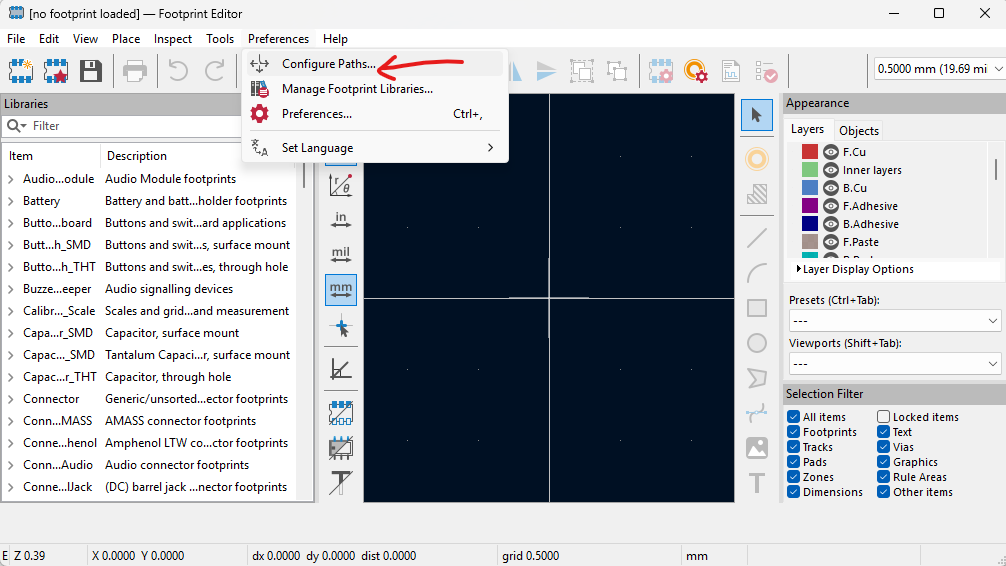 [no footprint loaded] — Footprint Editor
File Edit View Place Inspect Tools Preferences Help
Configure Paths...
Manage Footprint Libraries...
Preferences... Ctrl+,
Set Language
0.5000 mm (19.69 mi
Libraries
Filter
Item Description
Audio...odule Audio Module footprints
Battery Battery and batt...holder footprints
Butto...board Buttons and swit...ard applications
Butt...h_SMD Buttons and swit...s, surface mount
Butto...h_THT Buttons and swit...es, through hole
Buzze...eeper Audio signalling devices
Calibr..._Scale Scales and grid...and measurement
Capa...r_SMD Capacitor, surface mount
Capac..._SMD Tantalum Capaci...r, surface mount
Capac...r_THT Capacitor, through hole
Connector Generic/unsorted...ector footprints
Conn...MASS AMASS connector footprints
Conne...henol Amphenol LTW co...ctor footprints
Conn...Audio Audio connector footprints
Conne...lJack (DC) barrel jack ...nector footprints
r θ
in
mil
mm
T
T
Appearance
Layers Objects
F.Cu
Inner layers
B.Cu
F.Adhesive
B.Adhesive
F.Paste
Layer Display Options
Presets (Ctrl+Tab):
---
Viewports (Shift+Tab):
---
Selection Filter
All items Locked items
Footprints Text
Tracks Vias
Pads Graphics
Zones Rule Areas
Dimensions Other items
E Z 0.39 X 0.0000 Y 0.0000 dx 0.0000 dy 0.0000 dist 0.0000 grid 0.5000 mm